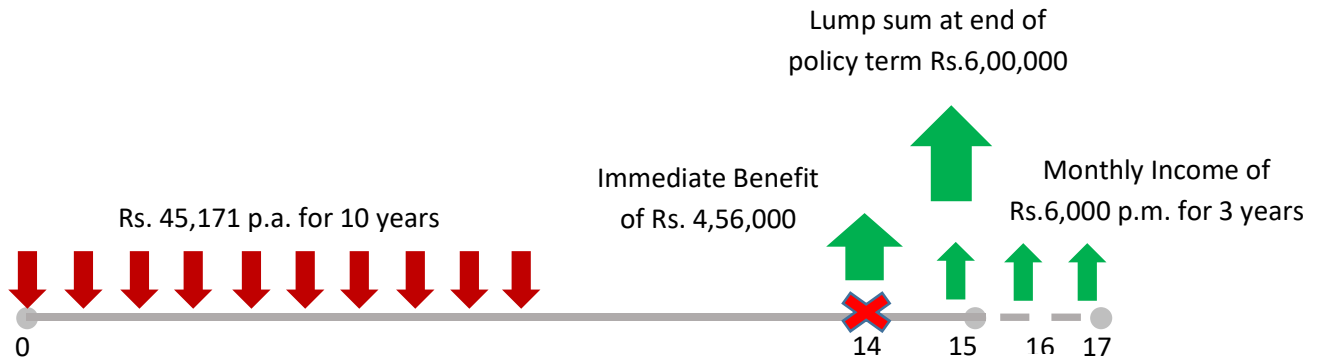 Lump sum at end of
policy term Rs.6,00,000
Immediate Benefit
of Rs. 4,56,000
Monthly Income of
Rs.6,000 p.m. for 3 years
Rs. 45,171 p.a. for 10 years
0
14
15
16
17